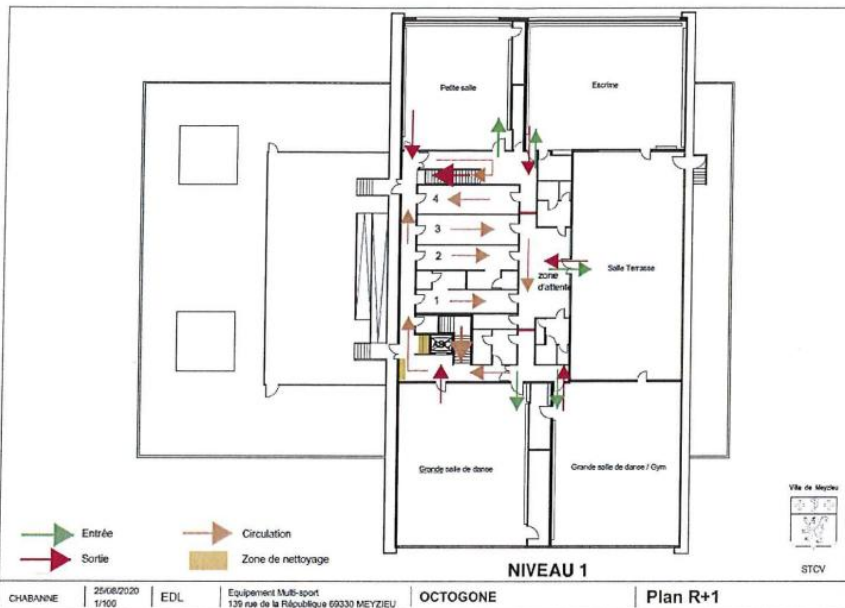 Petite salle
Escrime
4
3
2
1
zone
d'attente
Salle Terrasse
ASC
Grande salle de danse
Grande salle de danse / Gym
Entrée
Circulation
Sortie
Zone de nettoyage
NIVEAU 1
Ville de Meyzieu
STCV
CHABANNE
25/08/2020
1/100
EDL
Equipement Multi-sport
139 rue de la République 69330 MEYZIEU
OCTOGONE
Plan R+1